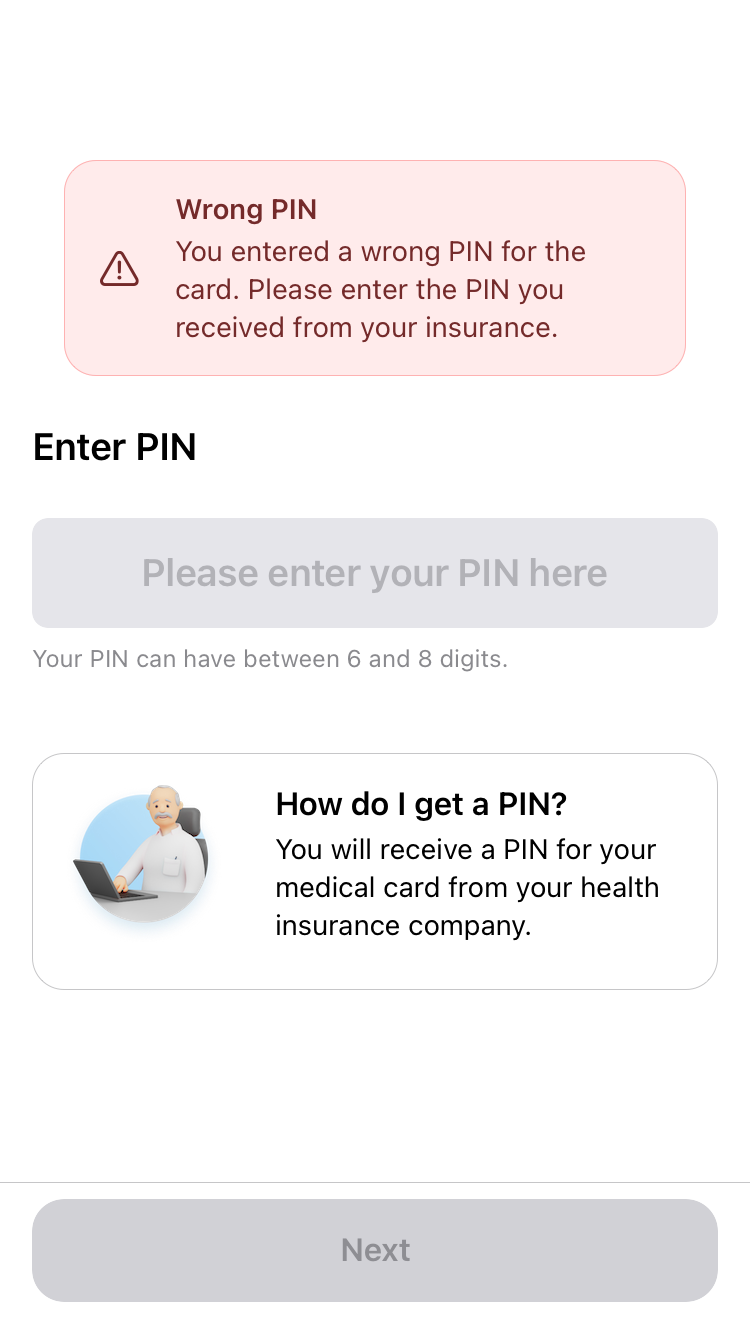 Wrong PIN
You entered a wrong PIN for the
card. Please enter the PIN you
received from your insurance.
Enter PIN
Please enter your PIN here
Your PIN can have between 6 and 8 digits.
How do I get a PIN?
You will receive a PIN for your
medical card from your health
insurance company.
Next